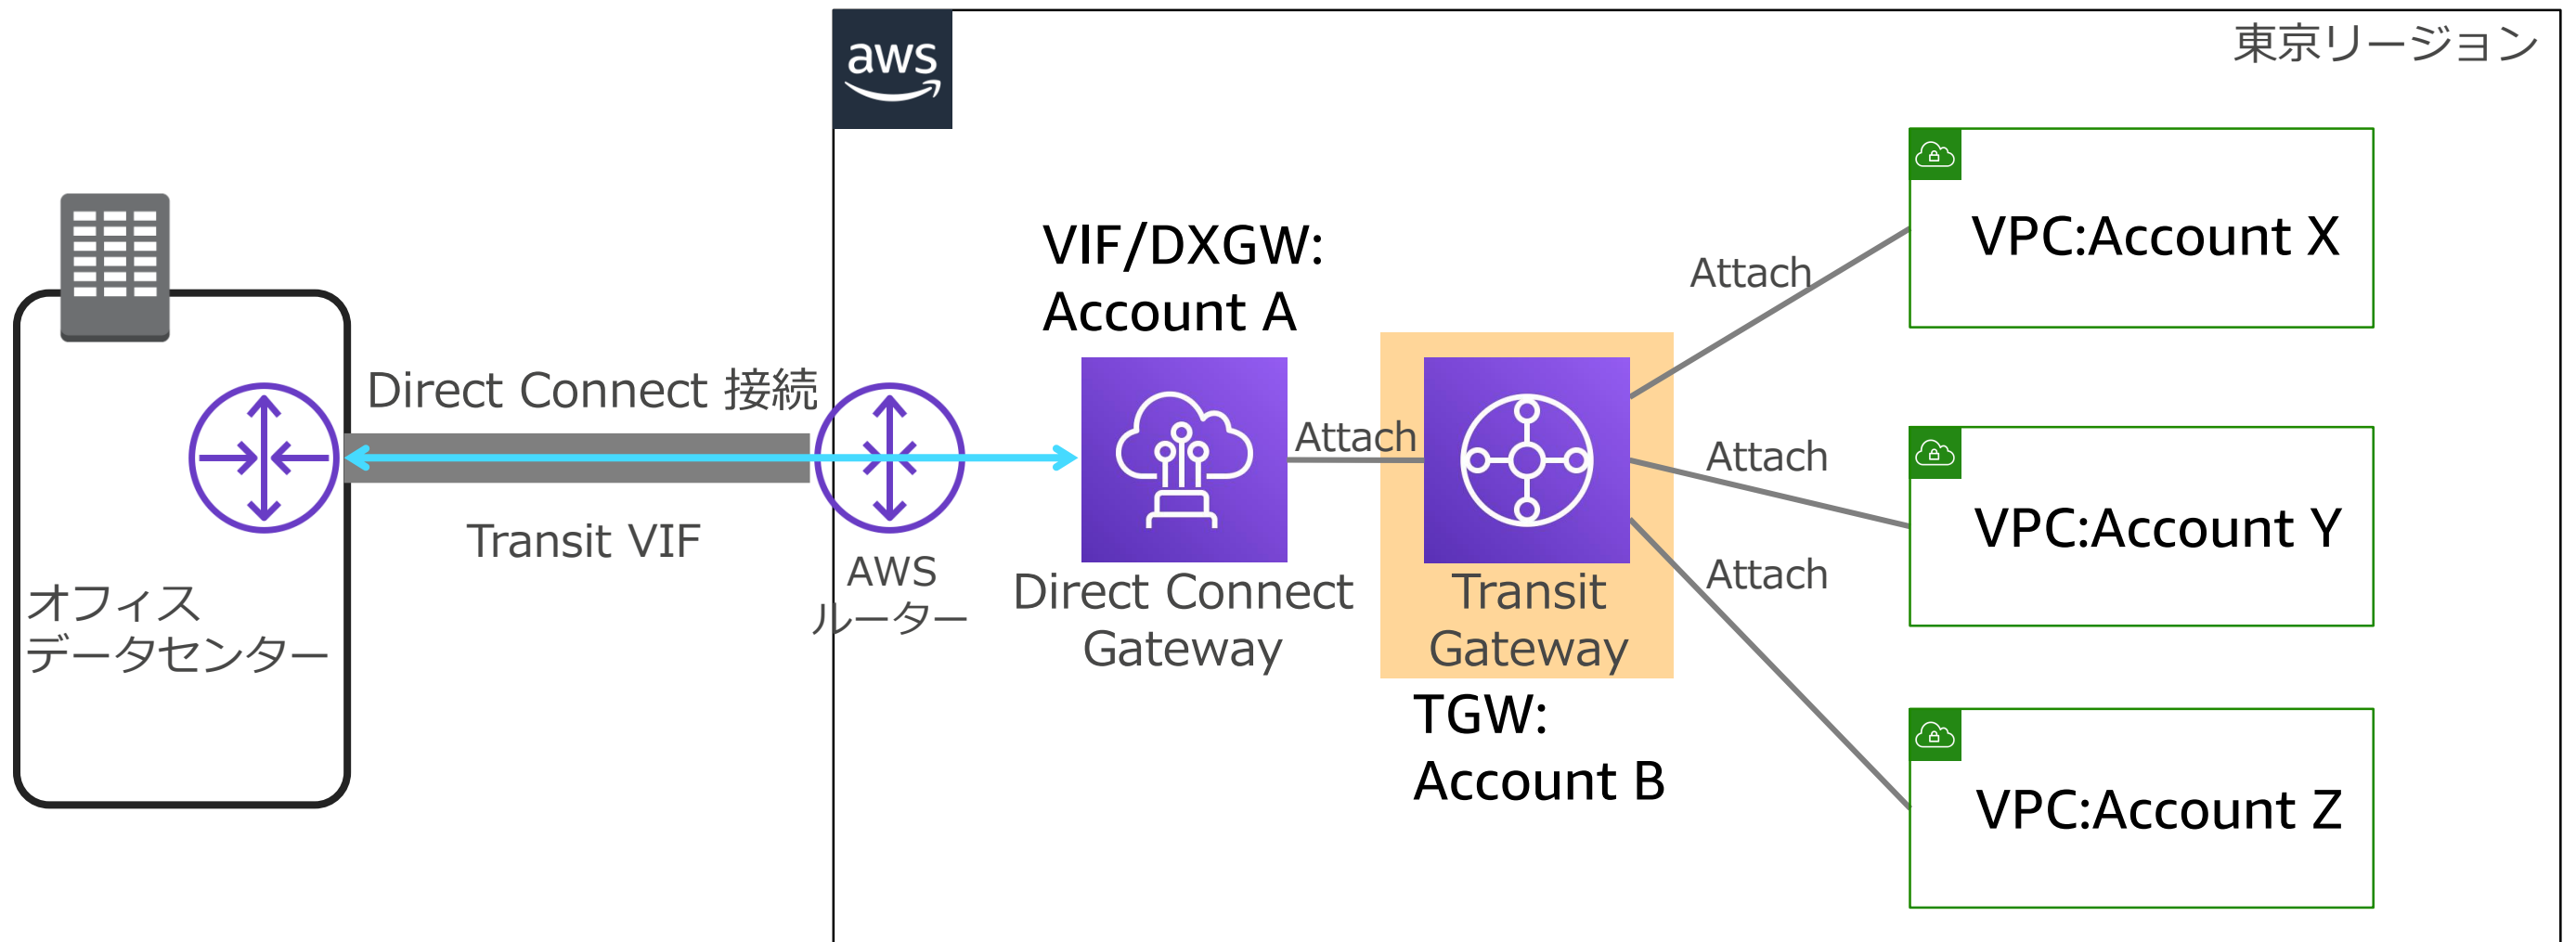 aws
東京リージョン
VPC:Account X
VIF/DXGW:
Account A
Attach
Direct Connect 接続
Attach
Attach
VPC:Account Y
Transit VIF
AWS
ルーター
Direct Connect
Gateway
Transit
Gateway
Attach
オフィス
データセンター
TGW:
Account B
VPC:Account Z